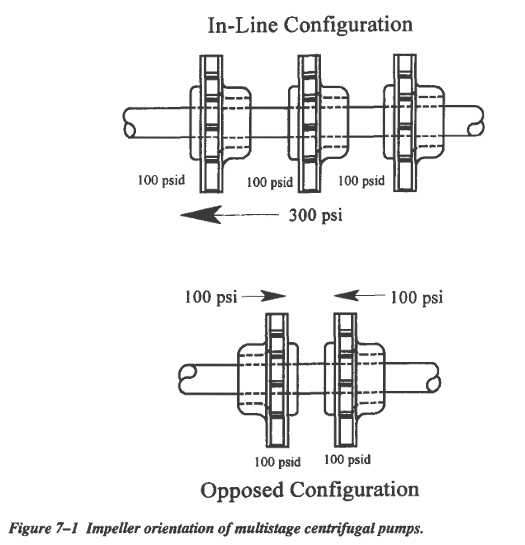 In-Line Configuration
100 psid 100 psid 100 psid
300 psi
100 psi 100 psi
100 psid 100 psid
Opposed Configuration
Figure 7–1 Impeller orientation of multistage centrifugal pumps.